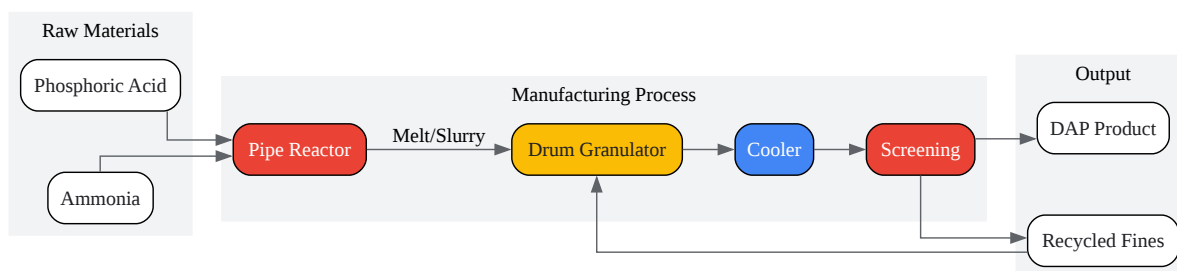 Raw Materials
Phosphoric Acid
Ammonia
Manufacturing Process
Pipe Reactor
Melt/Slurry
Drum Granulator
Cooler
Screening
Output
DAP Product
Recycled Fines